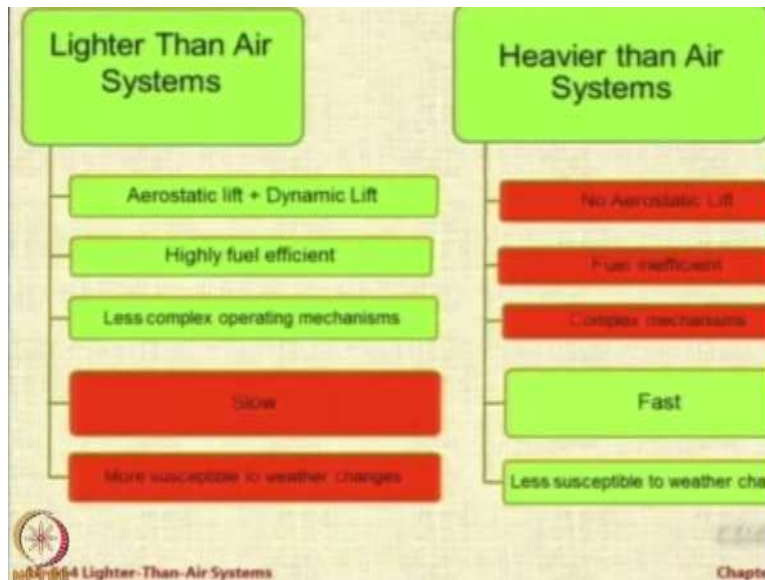 Lighter Than Air
Systems
Aerostatic lift + Dynamic Lift
Highly fuel efficient
Less complex operating mechanisms
Slow
More susceptible to weather changes
Heavier than Air
Systems
No Aerostatic Lift
Fuel inefficient
Complex mechanisms
Fast
Less susceptible to weather cha
Lighter-Than-Air Systems
Chapte